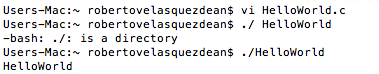 Users-Mac:~ robertovelasquezdean$ vi HelloWorld.c
Users-Mac:~ robertovelasquezdean$ ./ HelloWorld
-bash: ./: is a directory
Users-Mac:~ robertovelasquezdean$ ./HelloWorld
HelloWorld